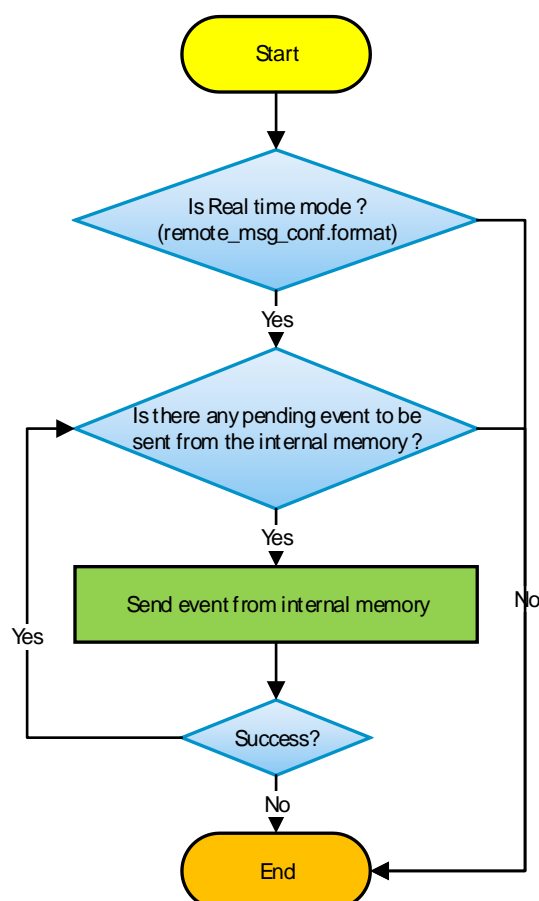 Start
Is Real time mode ?
(remote_msg_conf.format)
Yes
Is there any pending event to be
sent from the internal memory ?
Yes
Send event from internal memory
No
Yes
Success?
No
End